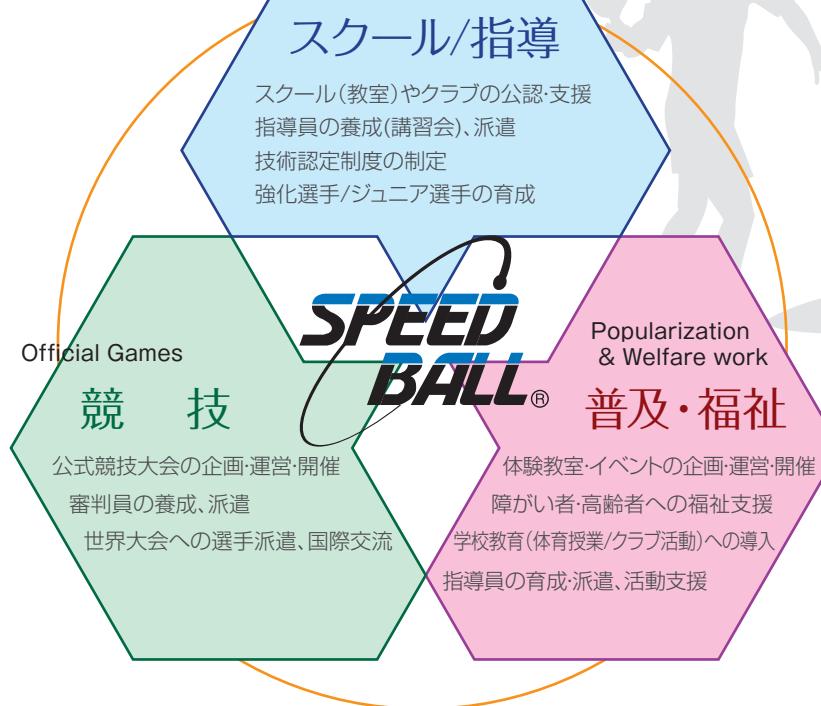 スクール/指導
スクール(教室)やクラブの公認·支援
指導員の養成(講習会)、派遣
技術認定制度の制定
強化選手/ジュニア選手の育成
SPEED
BALL®
Official Games
競 技
公式競技大会の企画·運営·開催
審判員の養成、派遣
世界大会への選手派遣、国際交流
Popularization
& Welfare work
普及・福祉
体験教室·イベントの企画·運営·開催
障がい者·高齢者への福祉支援
学校教育(体育授業/クラブ活動)への導入
指導員の育成·派遣、活動支援